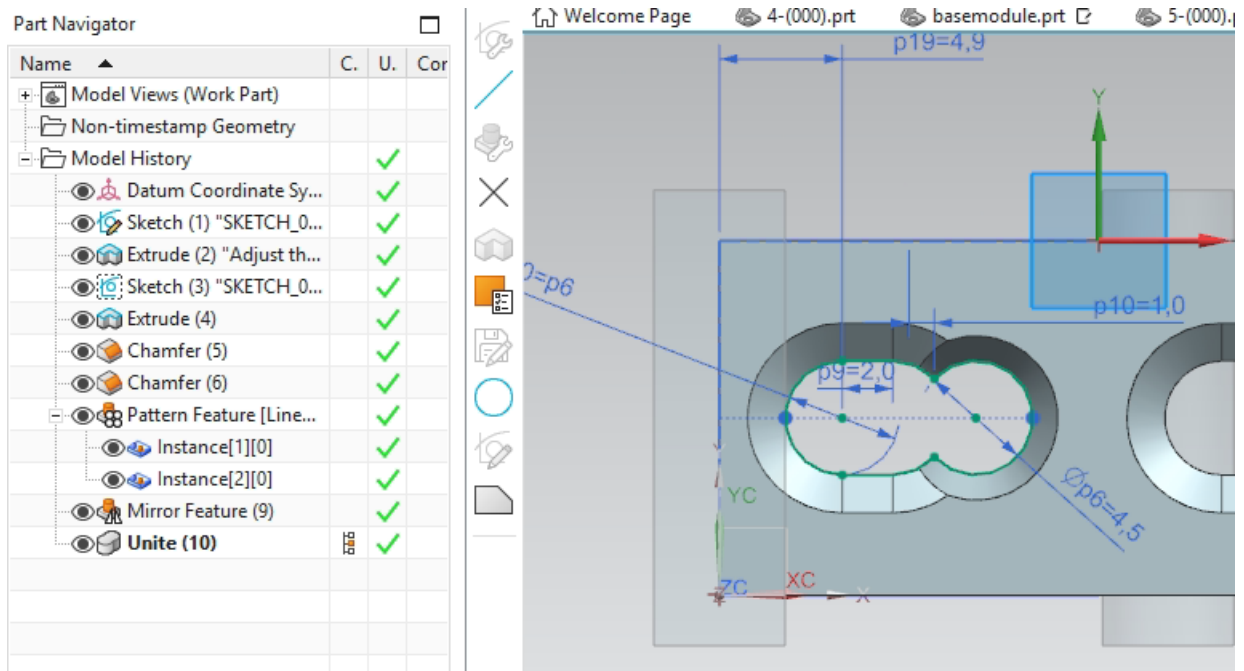 Part Navigator
Name C. U. Cor
Model Views (Work Part)
Non-timestamp Geometry
Model History
Datum Coordinate Sy...
Sketch (1) "SKETCH_0...
Extrude (2) "Adjust th...
Sketch (3) "SKETCH_0...
Extrude (4)
Chamfer (5)
Chamfer (6)
Pattern Feature [Line...
Instance[1][0]
Instance[2][0]
Mirror Feature (9)
Unite (10)
Welcome Page 4-(000).prt basemodule.prt 5-(000).p
p19=4,9
Y
0=p6
p10=1,0
p9=2,0
Øp6=4,5
YC
XC
ZC
X